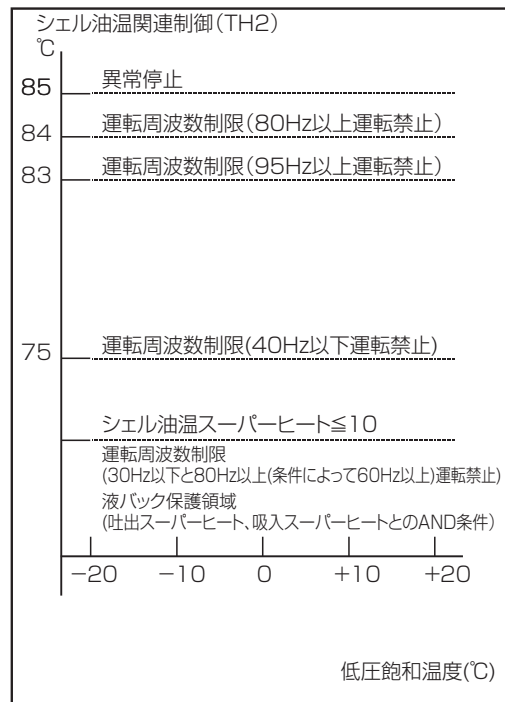 シェル油温関連制御(TH2)
℃
85 異常停止
84 運転周波数制限(80Hz以上運転禁止)
83 運転周波数制限(95Hz以上運転禁止)
75 運転周波数制限(40Hz以下運転禁止)
シェル油温スーパーヒート≦10
運転周波数制限
(30Hz以下と80Hz以上(条件によって60Hz以上)運転禁止)
液バック保護領域
(吐出スーパーヒート、吸入スーパーヒートとのAND条件)
−20 −10 0 +10 +20
低圧飽和温度(℃)